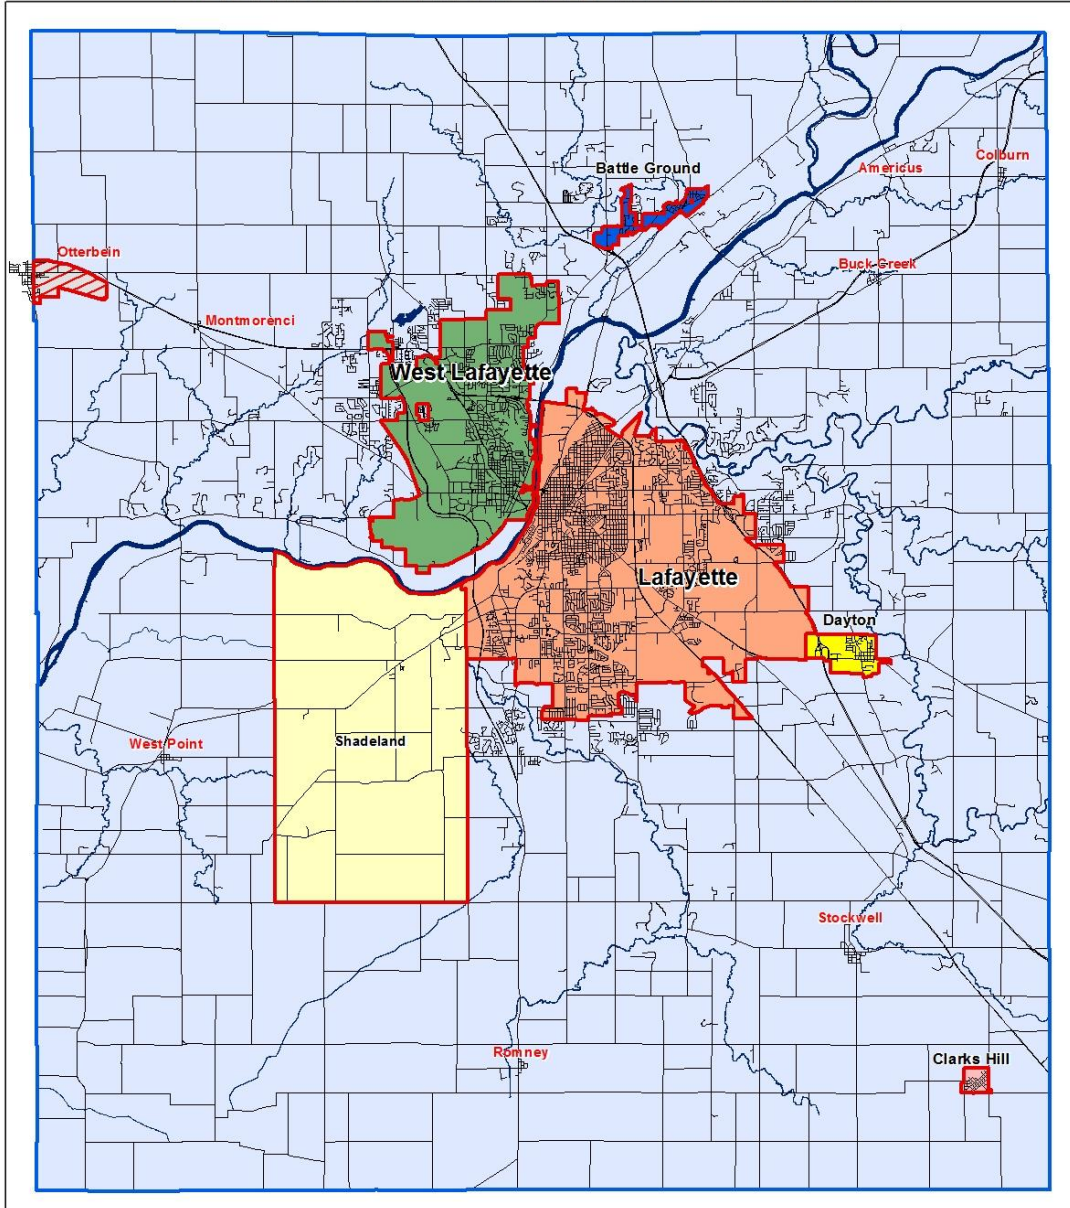 Battle Ground
Colburn
Americus
Otterbein
Buck Creek
Montmorenci
West Lafayette
Lafayette
Dayton
Shadeland
West Point
Stockwell
Romney
Clarks Hill